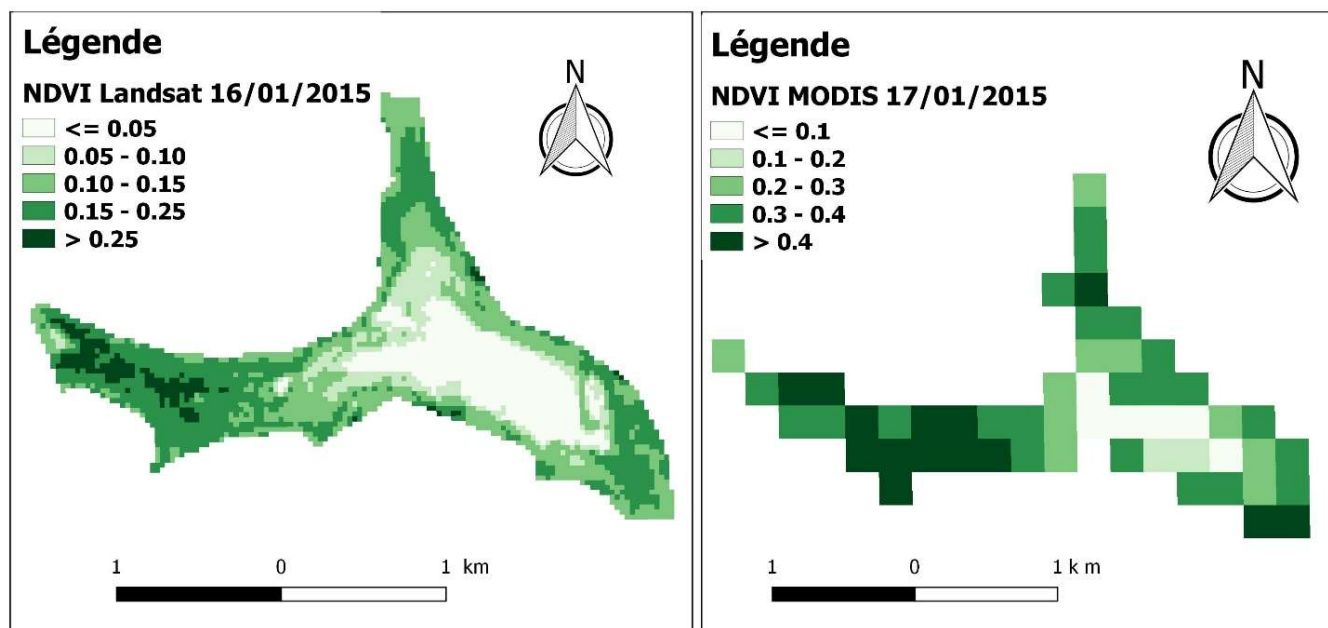 Légende
NDVI Landsat 16/01/2015
<= 0.05
0.05 - 0.10
0.10 - 0.15
0.15 - 0.25
> 0.25
N
1 0 1 km
Légende
NDVI MODIS 17/01/2015
<= 0.1
0.1 - 0.2
0.2 - 0.3
0.3 - 0.4
> 0.4
N
1 0 1 k m